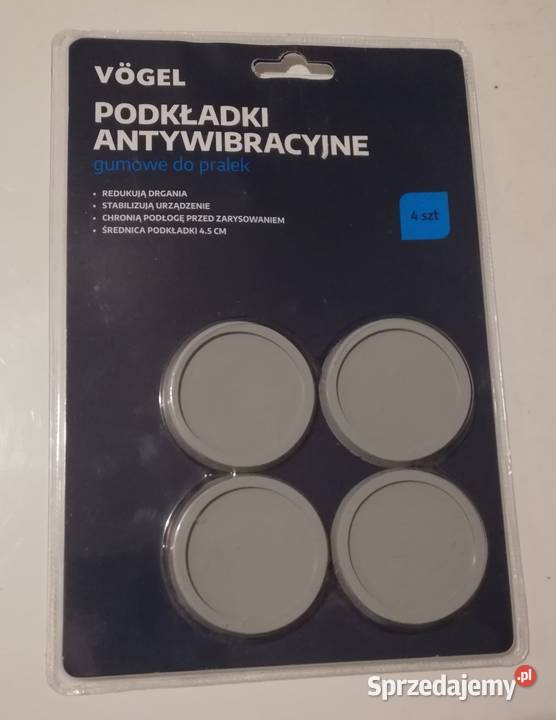 VÖGEL
PODKŁADKI
ANTYWIBRACYJNE
gumowe do pralek
• REDUKUJĄ DRGANIA
• STABILIZUJĄ URZĄDZENIE
• CHRONIĄ PODŁOGĘ PRZED ZARYSOWANIEM
• ŚREDNICA PODKŁADKI 4.5 CM
4 szt
Sprzedajemy.pl